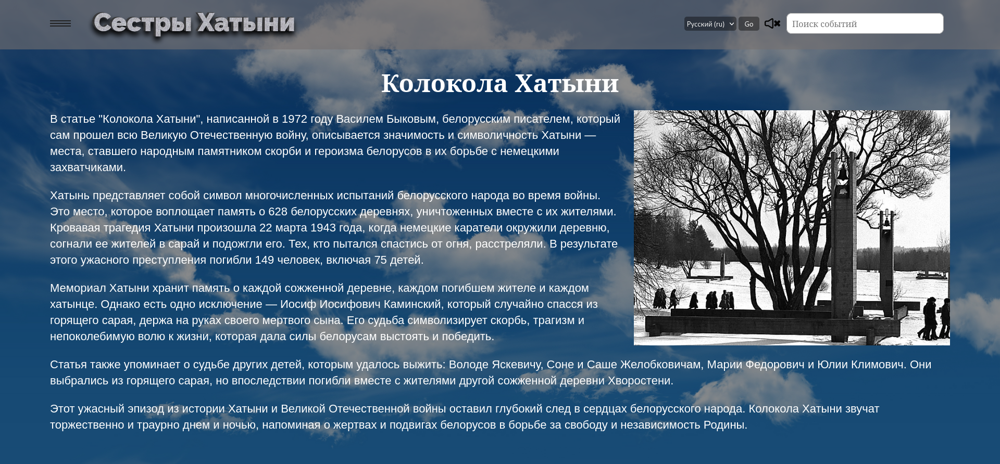 Сестры Хатыни
Русский (ru)
Go
Поиск событий
Колокола Хатыни
В статье "Колокола Хатыни", написанной в 1972 году Василем Быковым, белорусским писателем, который
сам прошел всю Великую Отечественную войну, описывается значимость и символичность Хатыни —
места, ставшего народным памятником скорби и героизма белорусов в их борьбе с немецкими
захватчиками.
Хатынь представляет собой символ многочисленных испытаний белорусского народа во время войны.
Это место, которое воплощает память о 628 белорусских деревнях, уничтоженных вместе с их жителями.
Кровавая трагедия Хатыни произошла 22 марта 1943 года, когда немецкие каратели окружили деревню,
согнали ее жителей в сарай и подожгли его. Тех, кто пытался спастись от огня, расстреляли. В результате
этого ужасного преступления погибли 149 человек, включая 75 детей.
Мемориал Хатыни хранит память о каждой сожженной деревне, каждом погибшем жителе и каждом
хатынце. Однако есть одно исключение — Иосиф Иосифович Каминский, который случайно спасся из
горящего сарая, держа на руках своего мертвого сына. Его судьба символизирует скорбь, трагизм и
непоколебимую волю к жизни, которая дала силы белорусам выстоять и победить.
Статья также упоминает о судьбе других детей, которым удалось выжить: Володе Яскевичу, Соне и Саше Желобковичам, Марии Федорович и Юлии Климович. Они
выбрались из горящего сарая, но впоследствии погибли вместе с жителями другой сожженной деревни Хворостени.
Этот ужасный эпизод из истории Хатыни и Великой Отечественной войны оставил глубокий след в сердцах белорусского народа. Колокола Хатыни звучат
торжественно и траурно днем и ночью, напоминая о жертвах и подвигах белорусов в борьбе за свободу и независимость Родины.